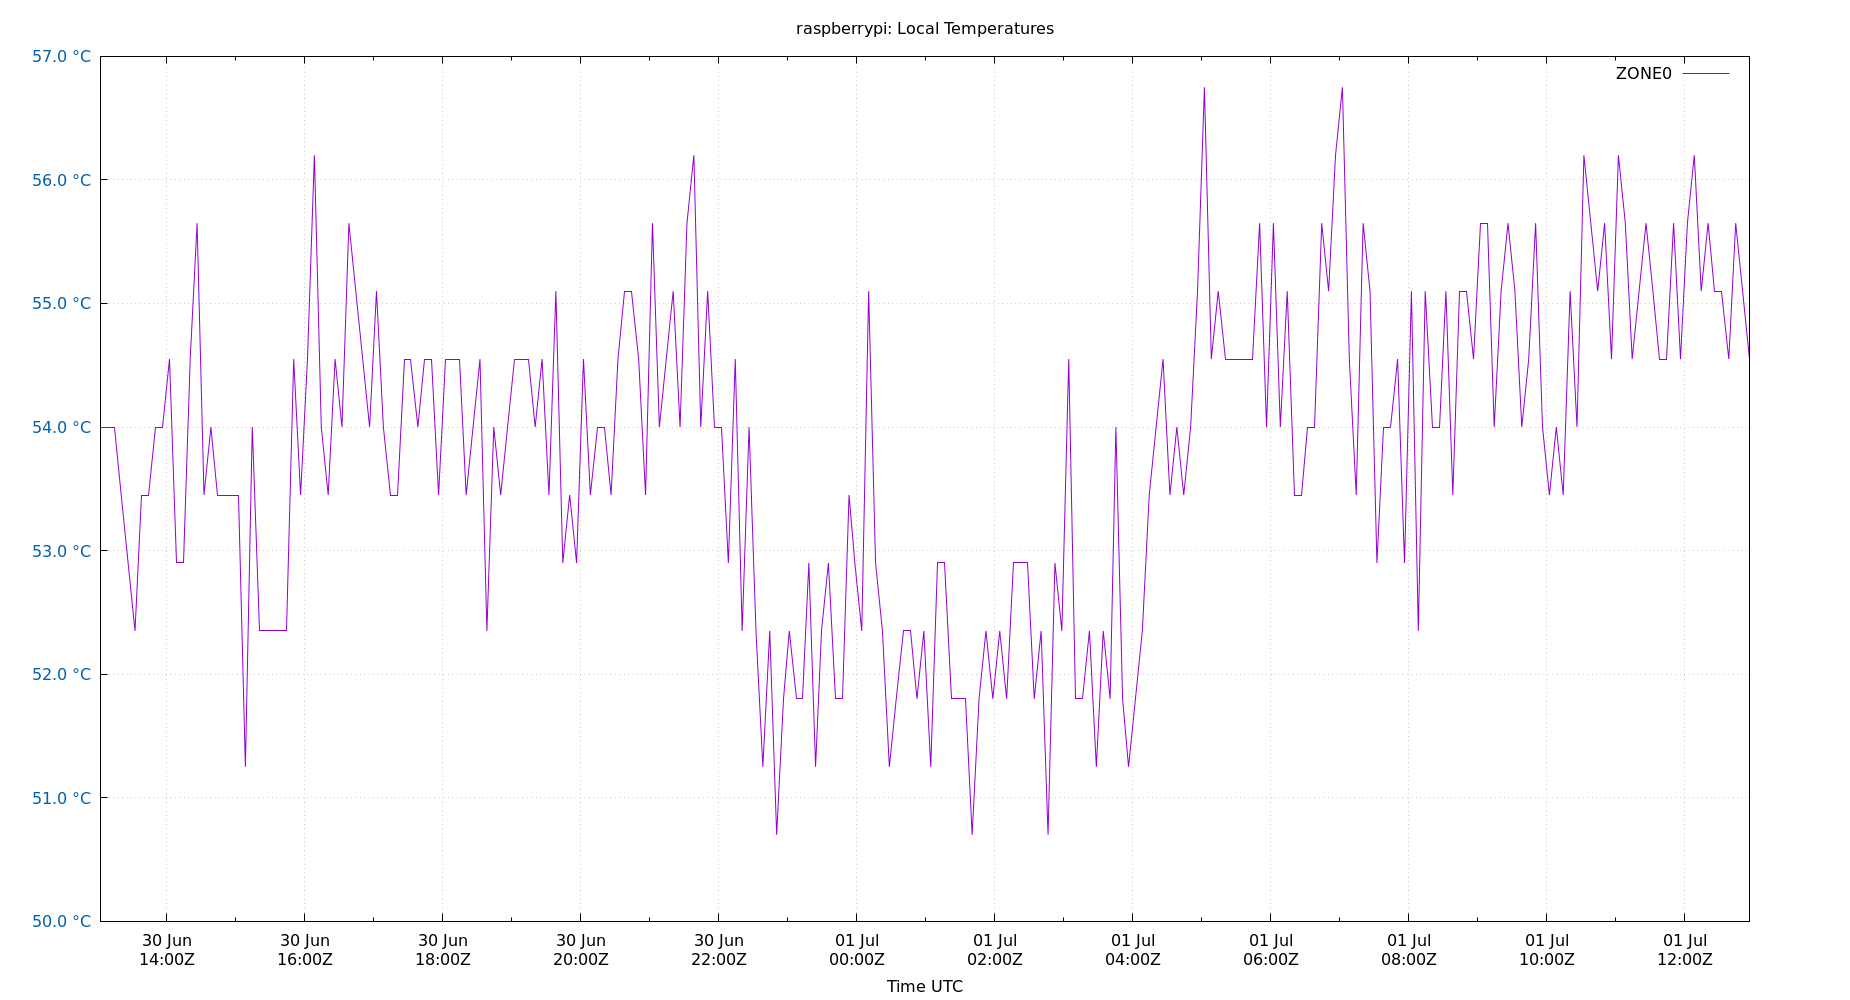 raspberrypi: Local Temperatures
57.0 °C
ZONE0
56.0 °C
55.0 °C
54.0 °C
53.0 °C
52.0 °C
51.0 °C
50.0 °C
30 Jun 30 Jun 30 Jun 30 Jun 30 Jun 01 Jul 01 Jul 01 Jul 01 Jul 01 Jul 01 Jul 01 Jul
14:00Z 16:00Z 18:00Z 20:00Z 22:00Z 00:00Z 02:00Z 04:00Z 06:00Z 08:00Z 10:00Z 12:00Z
Time UTC